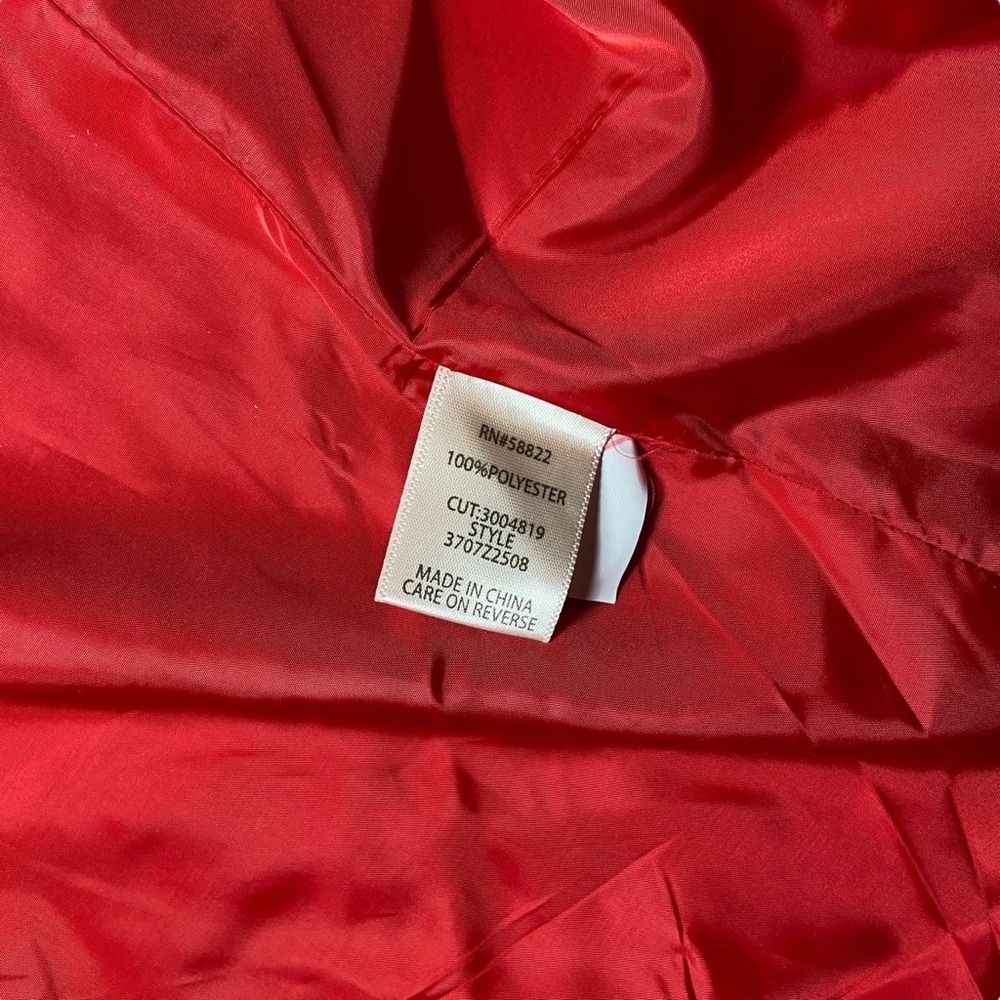 RN#58822
100%POLYESTER
CUT:3004819
STYLE
3707Z2508
MADE IN CHINA
CARE ON REVERSE